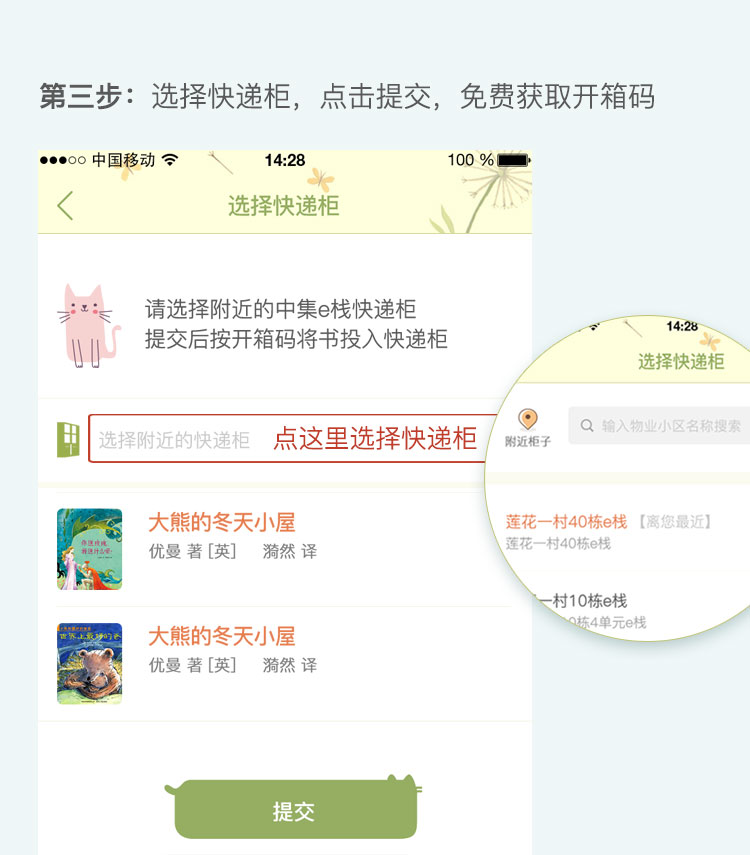 第三步：选择快递柜，点击提交，免费获取开箱码
中国移动 14:28 100 %
选择快递柜
请选择附近的中集e栈快递柜
提交后按开箱码将书投入快递柜
选择附近的快递柜 点这里选择快递柜
大熊的冬天小屋
优曼 著 [英] 漪然 译
大熊的冬天小屋
优曼 著 [英] 漪然 译
世界上最好的爸
提交
14:28
选择快递柜
附近柜子
输入物业小区名称搜索
莲花一村40栋e栈 【离您最近】
莲花一村40栋e栈
一村10栋e栈
0栋4单元e栈